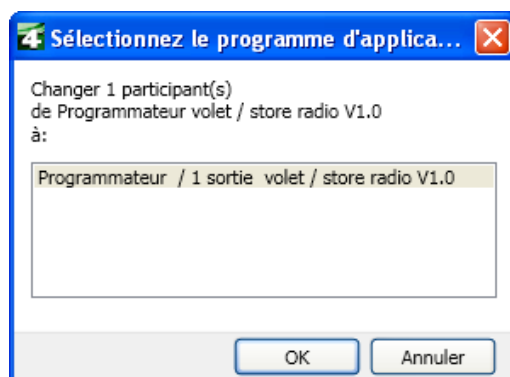 4 Sélectionnez le programme d'applica...
Changer 1 participant(s)
de Programmateur volet / store radio V1.0
à:
Programmateur / 1 sortie volet / store radio V1.0
OK
Annuler